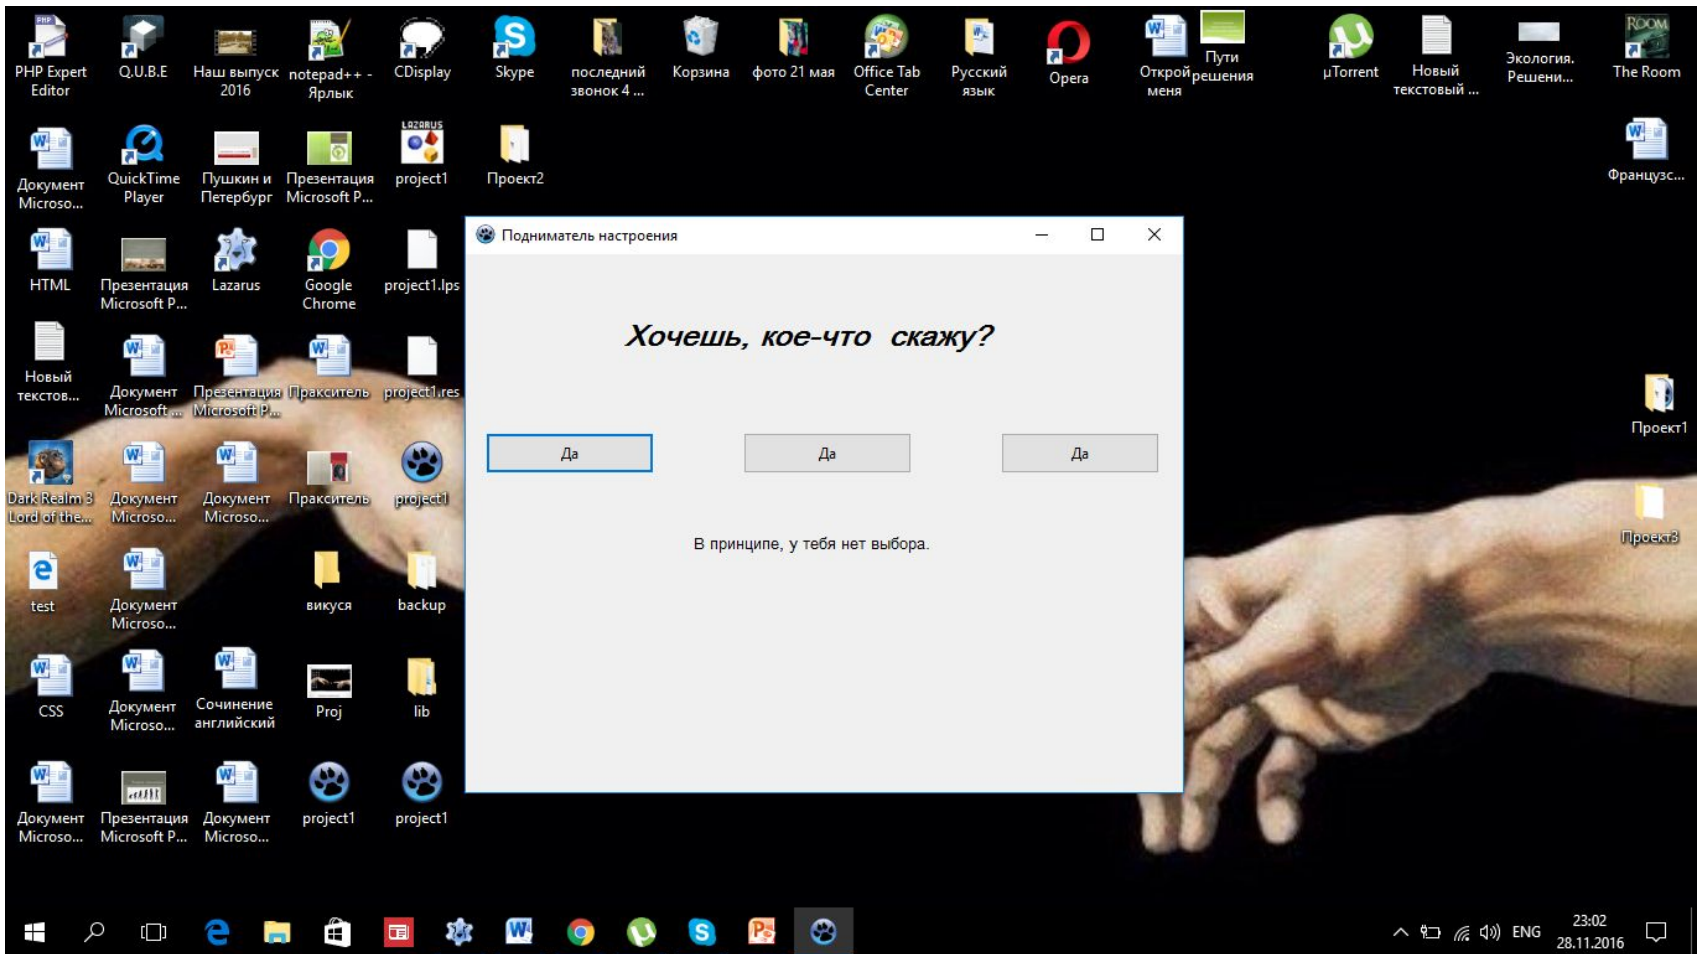 PHP Expert
Editor
Q.U.B.E
Наш выпуск
2016
notepad++ -
Ярлык
CDisplay
Skype
последний
звонок 4 ...
Корзина
фото 21 мая
Office Tab
Center
Русский
язык
Opera
Открой
меня
Пути
решения
µTorrent
Новый
текстовый ...
Экология.
Решени...
ROOM
The Room
Документ
Microso...
QuickTime
Player
Пушкин и
Петербург
Презентация
Microsoft P...
LAZARUS
project1
Проект2
Французс...
HTML
Презентация
Microsoft P...
Lazarus
Google
Chrome
project1.lps
Подниматель настроения
Хочешь, кое-что скажу?
Да
Да
Да
В принципе, у тебя нет выбора.
Новый
текстов...
Документ
Microsoft ...
Презентация
Microsoft P...
Пракситель
project1.res
Проект1
Dark Realm 3
Lord of the...
Документ
Microso...
Документ
Microso...
Пракситель
project1
Проект3
test
Документ
Microso...
викуся
backup
CSS
Документ
Microso...
Сочинение
английский
Proj
lib
Документ
Microso...
Презентация
Microsoft P...
Документ
Microso...
project1
project1
ENG
23:02
28.11.2016